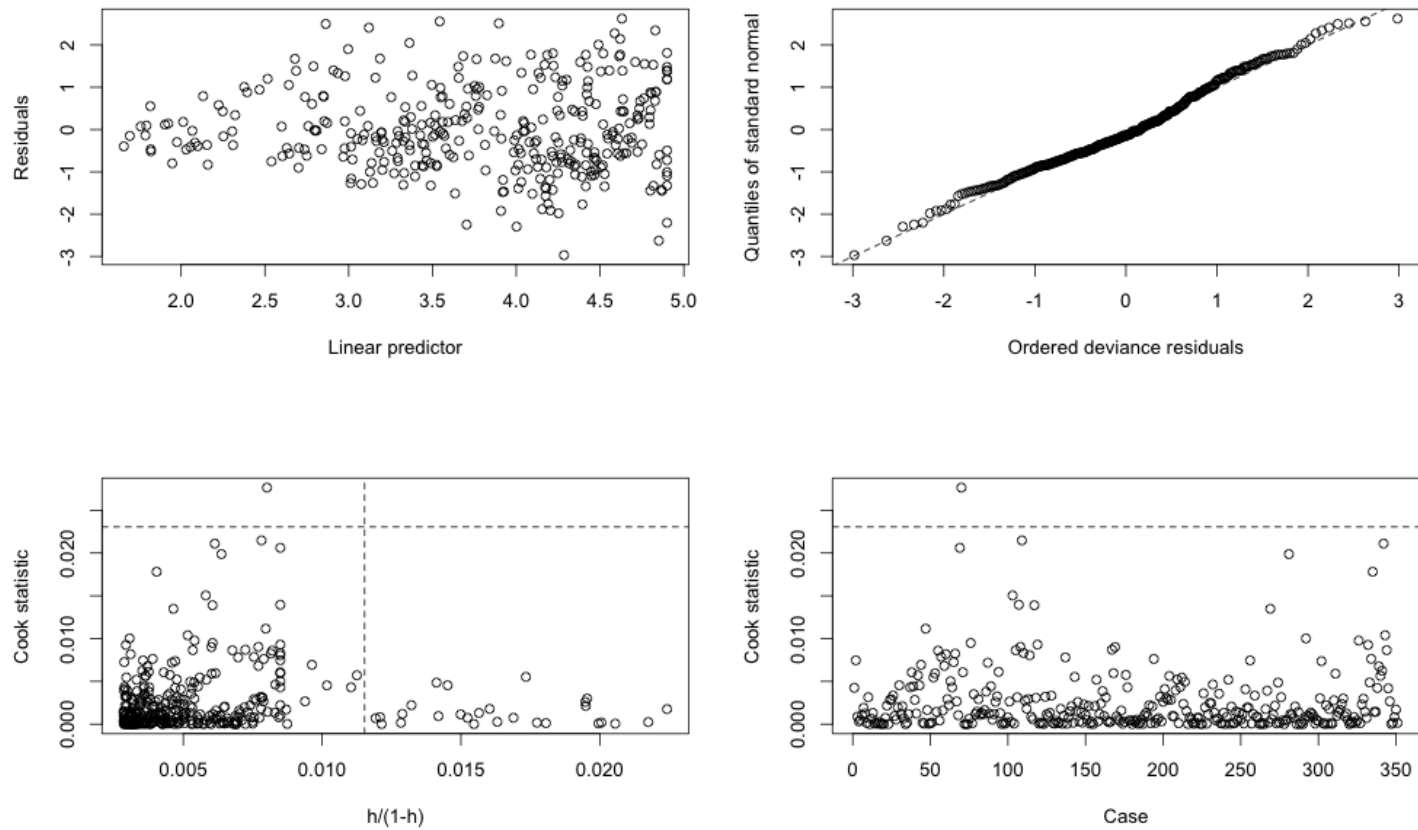 Residuals
2
1
0
-1
-2
-3
2.0 2.5 3.0 3.5 4.0 4.5 5.0
Linear predictor
Quantiles of standard normal
2
1
0
-1
-2
-3
-3 -2 -1 0 1 2 3
Ordered deviance residuals
Cook statistic
0.020
0.010
0.000
0.005 0.010 0.015 0.020
h/(1-h)
Cook statistic
0.020
0.010
0.000
0 50 100 150 200 250 300 350
Case